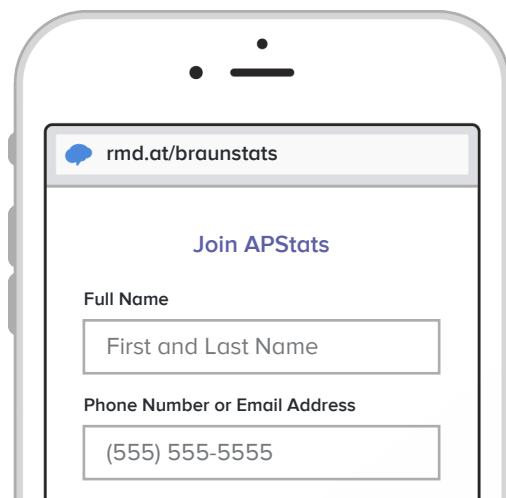 rmd.at/braunstats
Join APStats
Full Name
First and Last Name
Phone Number or Email Address
(555) 555-5555